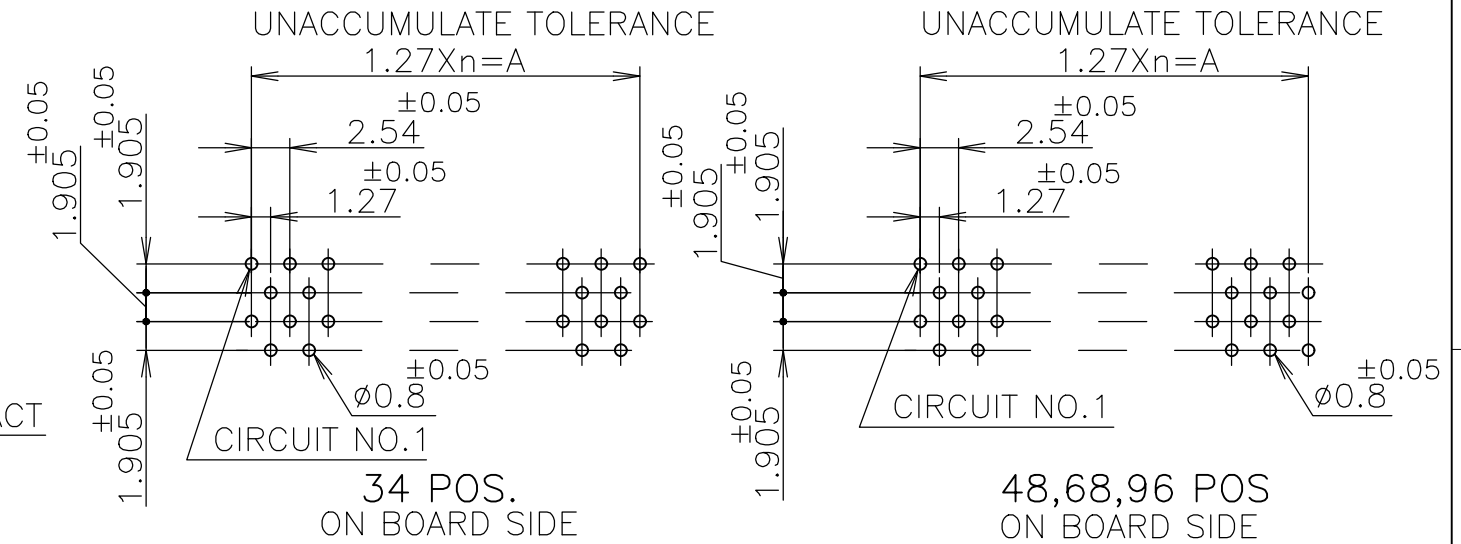 UNACCUMULATE TOLERANCE
1.27Xn=A
±0.05
2.54
±0.05
1.27
±0.05
1.905
±0.05
1.905
±0.05
1.905
±0.05
ø0.8
CIRCUIT NO.1
ACT
34 POS.
ON BOARD SIDE
UNACCUMULATE TOLERANCE
1.27Xn=A
±0.05
2.54
±0.05
1.27
±0.05
1.905
±0.05
1.905
±0.05
1.905
±0.05
ø0.8
CIRCUIT NO.1
48,68,96 POS
ON BOARD SIDE